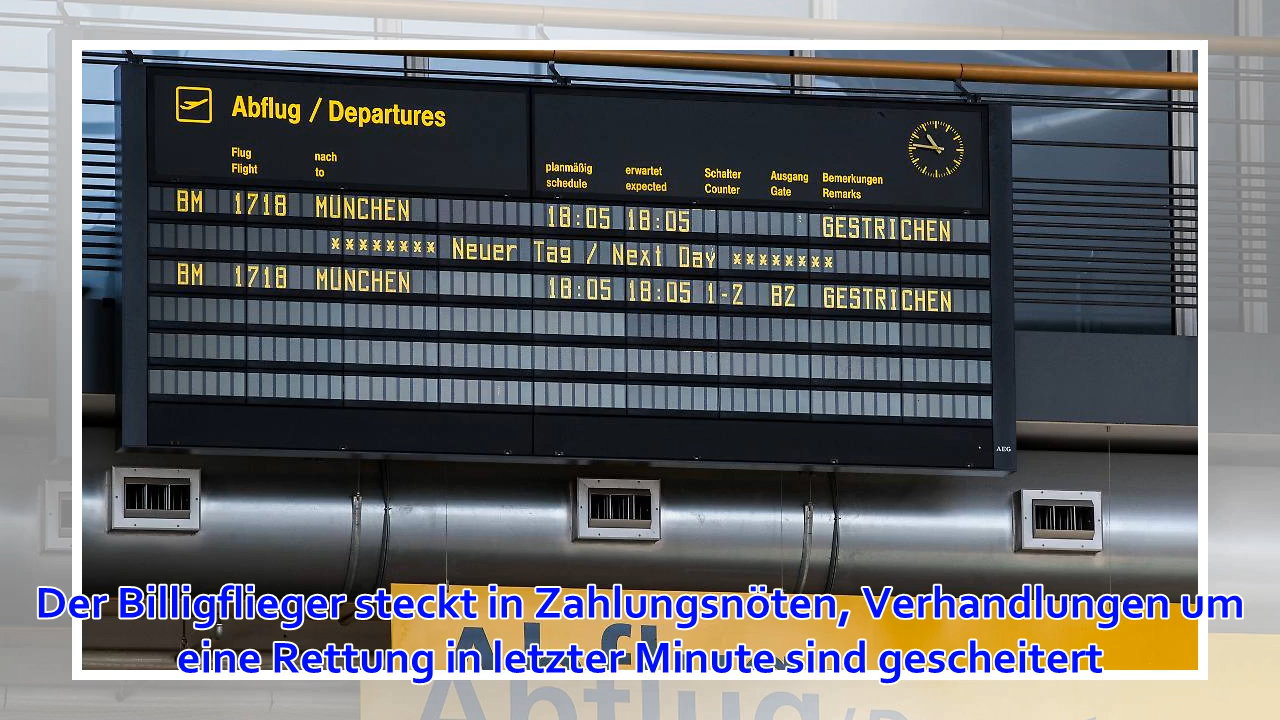 Abflug / Departures
Flug nach planmäßig erwartet Schalter Ausgang Bemerkungen
Flight to schedule expected Counter Gate Remarks
BM 1718 MÜNCHEN 18:05 18:05 GESTRICHEN
******** Neuer Tag / Next Day ********
BM 1718 MÜNCHEN 18:05 18:05 1-2 B2 GESTRICHEN
AEG
Der Billigflieger steckt in Zahlungsnöten, Verhandlungen um
eine Rettung in letzter Minute sind gescheitert
Abflug